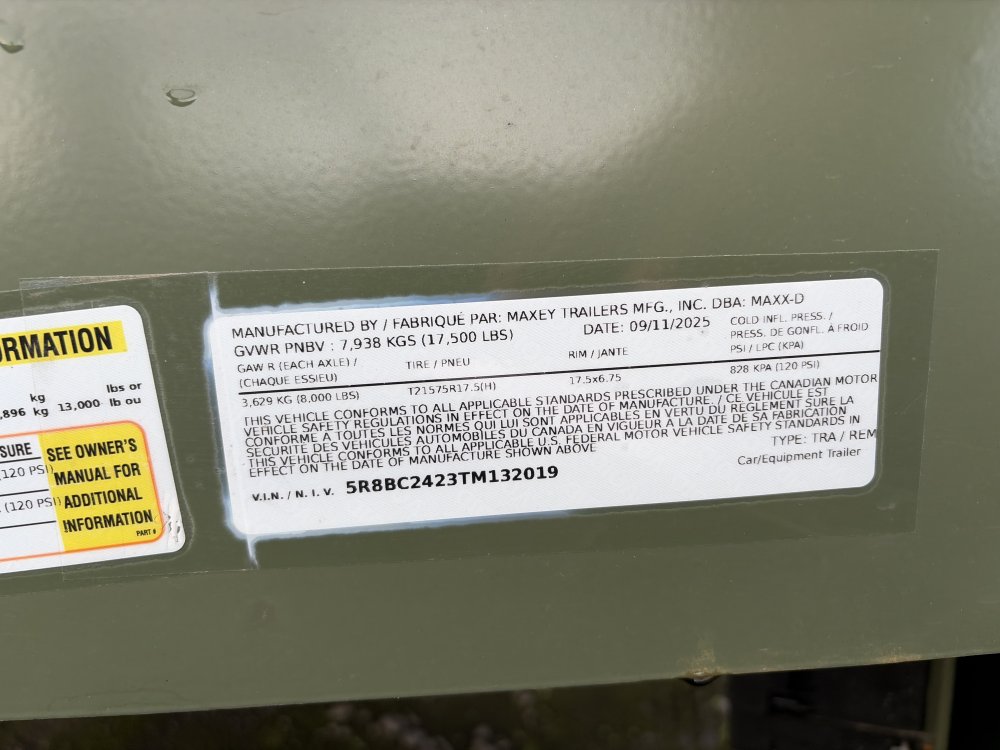 ORMATION
kg
lbs or
,896 kg 13,000 lb ou
SURE
(120 PSI)
(120 PSI)
SEE OWNER'S
MANUAL FOR
ADDITIONAL
INFORMATION
PART #
MANUFACTURED BY / FABRIQUÉ PAR: MAXEY TRAILERS MFG., INC. DBA: MAXX-D
GVWR PNBV : 7,938 KGS (17,500 LBS)
DATE: 09/11/2025
COLD INFL. PRESS. /
PRESS. DE GONFL. À FROID
PSI / LPC (KPA)
GAW R (EACH AXLE) /
(CHAQUE ESSIEU)
TIRE / PNEU
RIM / JANTE
3,629 KG (8,000 LBS)
T21575R17.5(H)
17.5x6.75
828 KPA (120 PSI)
THIS VEHICLE CONFORMS TO ALL APPLICABLE STANDARDS PRESCRIBED UNDER THE CANADIAN MOTOR
VEHICLE SAFETY REGULATIONS IN EFFECT ON THE DATE OF MANUFACTURE. / CE VEHICULE EST
CONFORME A TOUTES LES NORMES QUI LUI SONT APPLICABLES EN VERTU DU REGLEMENT SURE LA
SECURITE DES VEHICULES AUTOMOBILES DU CANADA EN VIGUEUR A LA DATE DE SA FABRICATION
THIS VEHICLE CONFORMS TO ALL APPLICABLE U.S. FEDERAL MOTOR VEHICLE SAFETY STANDARDS IN
EFFECT ON THE DATE OF MANUFACTURE SHOWN ABOVE
TYPE: TRA / REM
Car/Equipment Trailer
V.I.N. / N. I. V. 5R8BC2423TM132019